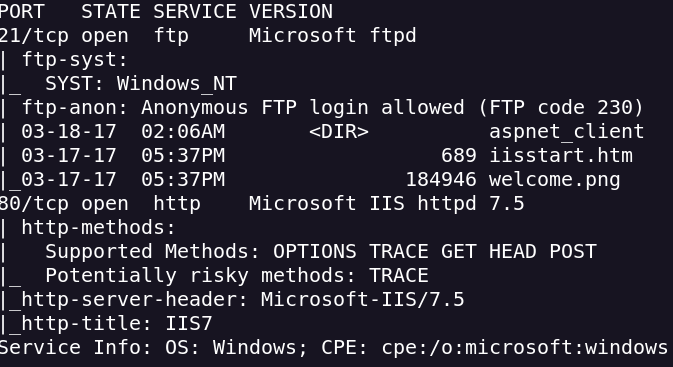 PORT   STATE SERVICE VERSION
21/tcp open  ftp     Microsoft ftpd
| ftp-syst:
|_  SYST: Windows_NT
| ftp-anon: Anonymous FTP login allowed (FTP code 230)
| 03-18-17  02:06AM       <DIR>          aspnet_client
| 03-17-17  05:37PM                  689 iisstart.htm
|_03-17-17  05:37PM               184946 welcome.png
80/tcp open  http    Microsoft IIS httpd 7.5
| http-methods:
|   Supported Methods: OPTIONS TRACE GET HEAD POST
|_  Potentially risky methods: TRACE
|_http-server-header: Microsoft-IIS/7.5
|_http-title: IIS7
Service Info: OS: Windows; CPE: cpe:/o:microsoft:windows